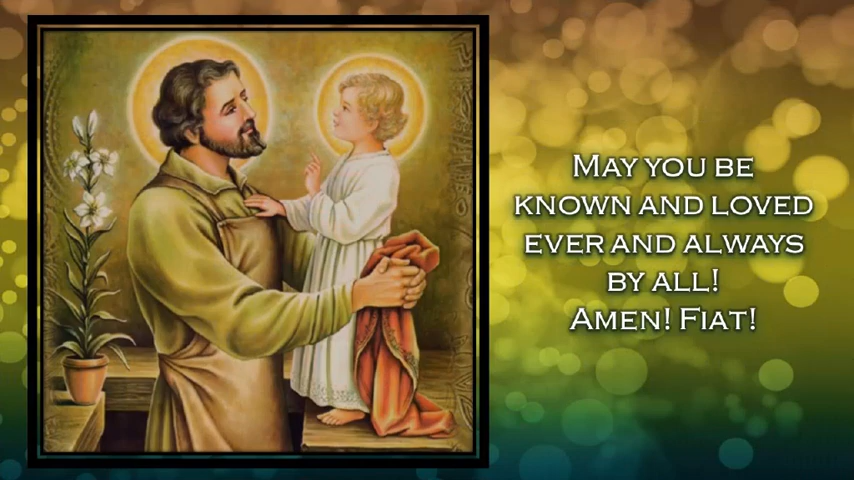 May you be
known and loved
ever and always
by all!
Amen! Fiat!